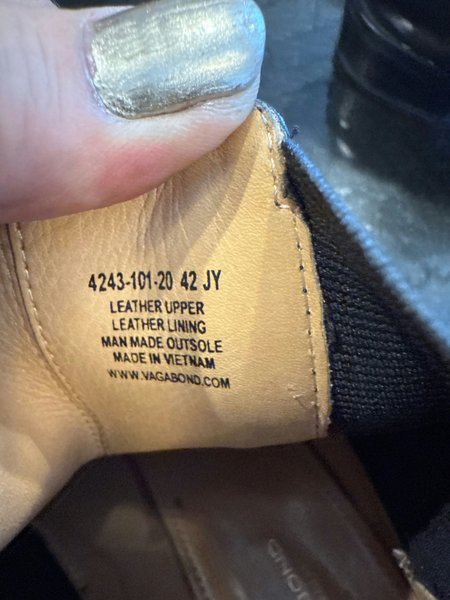 4243-101-20 42 JY
LEATHER UPPER
LEATHER LINING
MAN MADE OUTSOLE
MADE IN VIETNAM
WWW.VAGABOND.COM